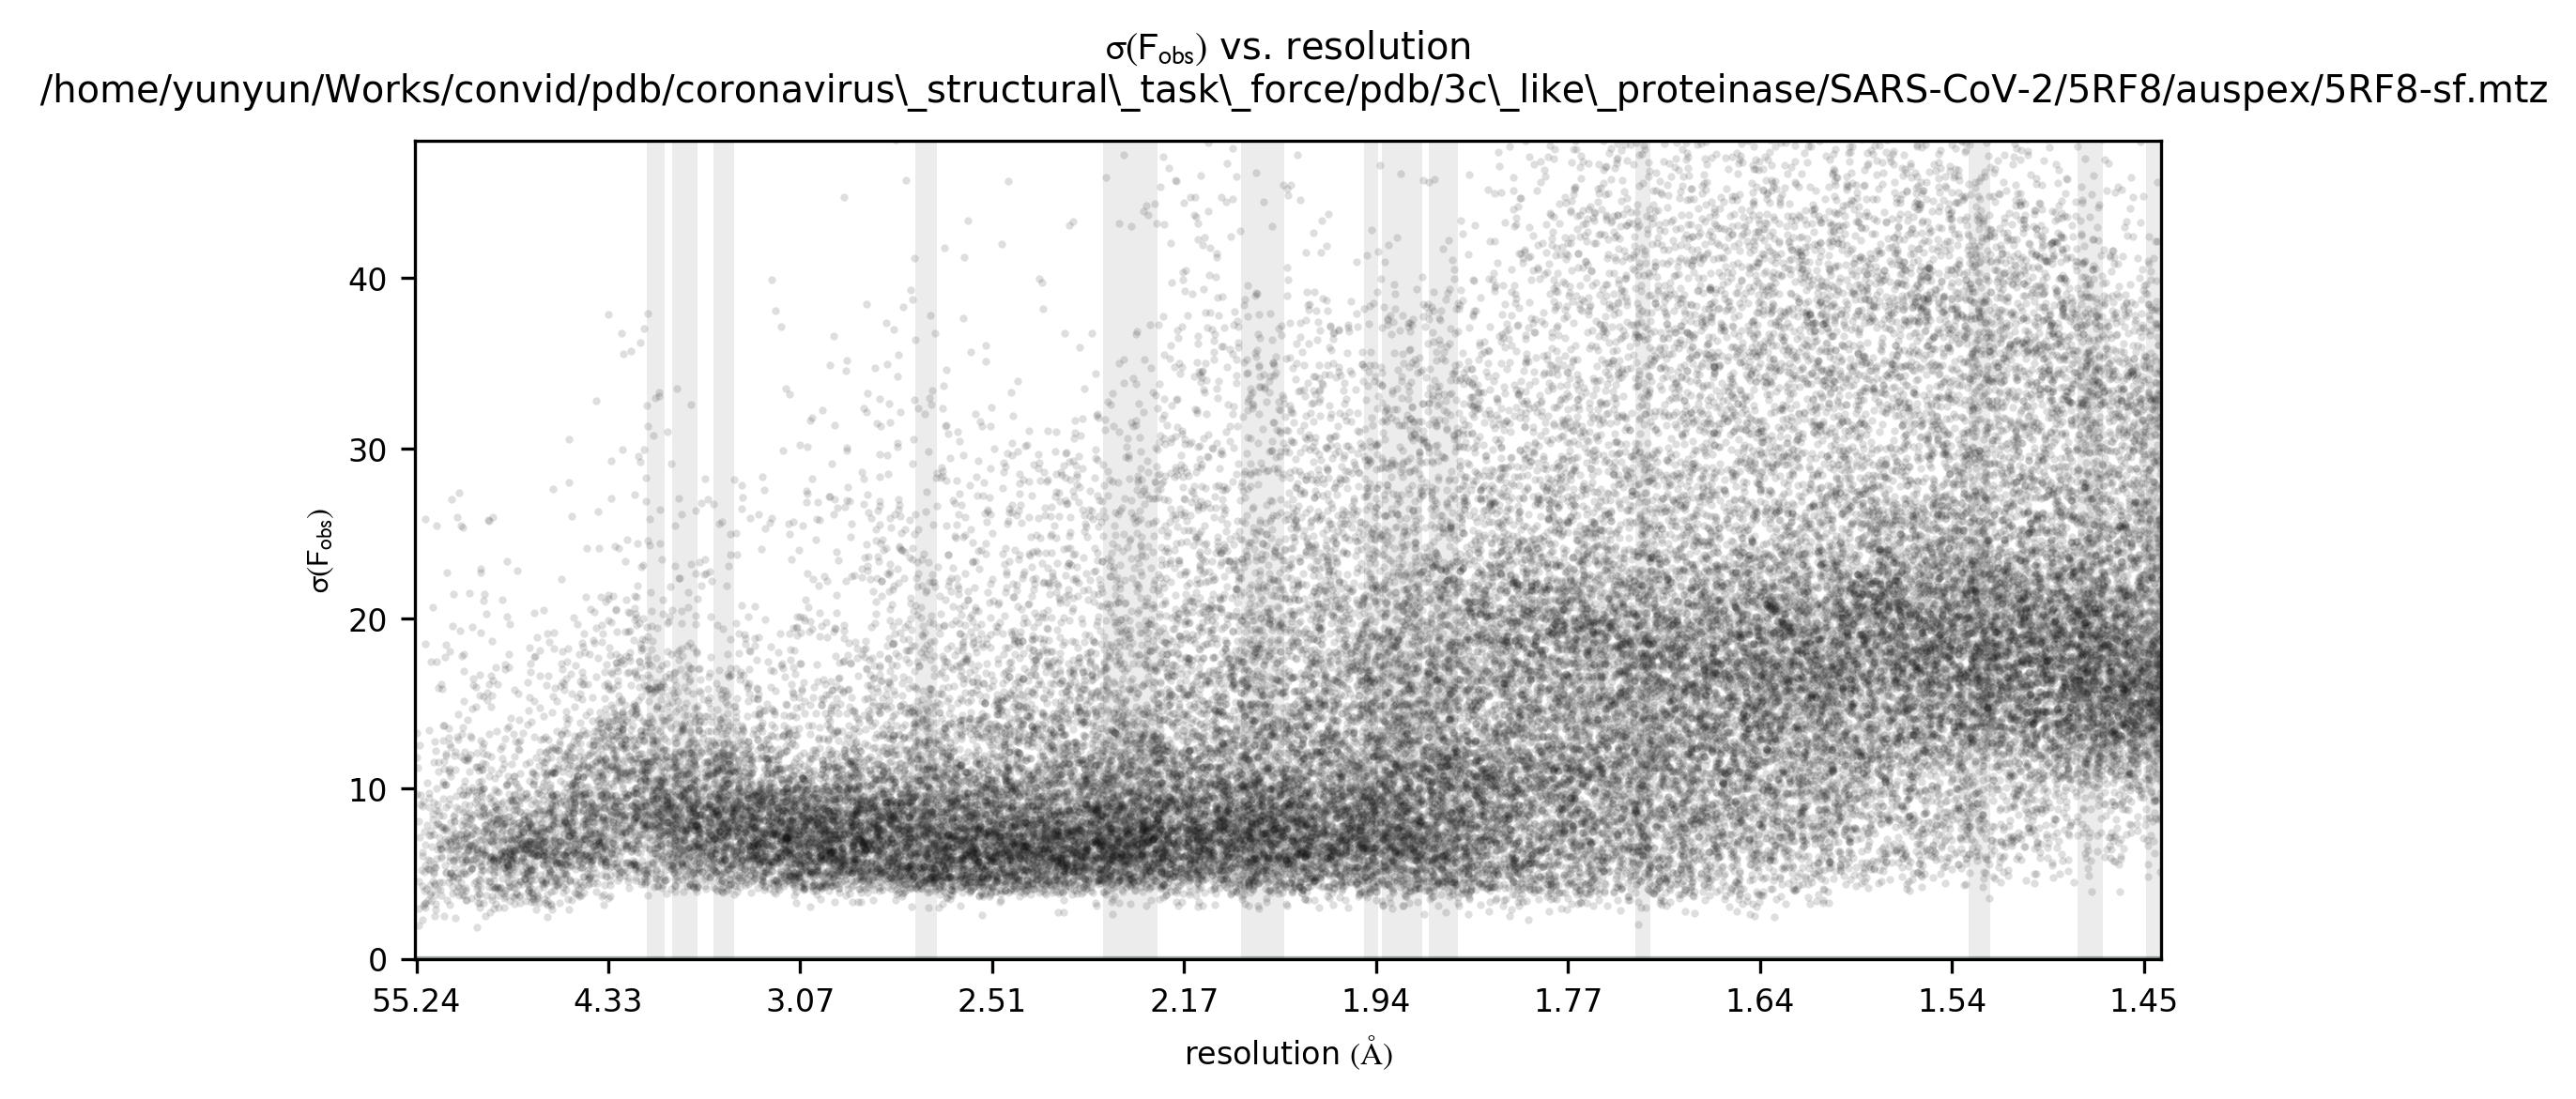 σ(Fobs) vs. resolution
/home/yunyun/Works/convid/pdb/coronavirus\_structural\_task\_force/pdb/3c\_like\_proteinase/SARS-CoV-2/5RF8/auspex/5RF8-sf.mtz
40
30
20
10
0
σ(Fobs)
55.24 4.33 3.07 2.51 2.17 1.94 1.77 1.64 1.54 1.45
resolution (Å)